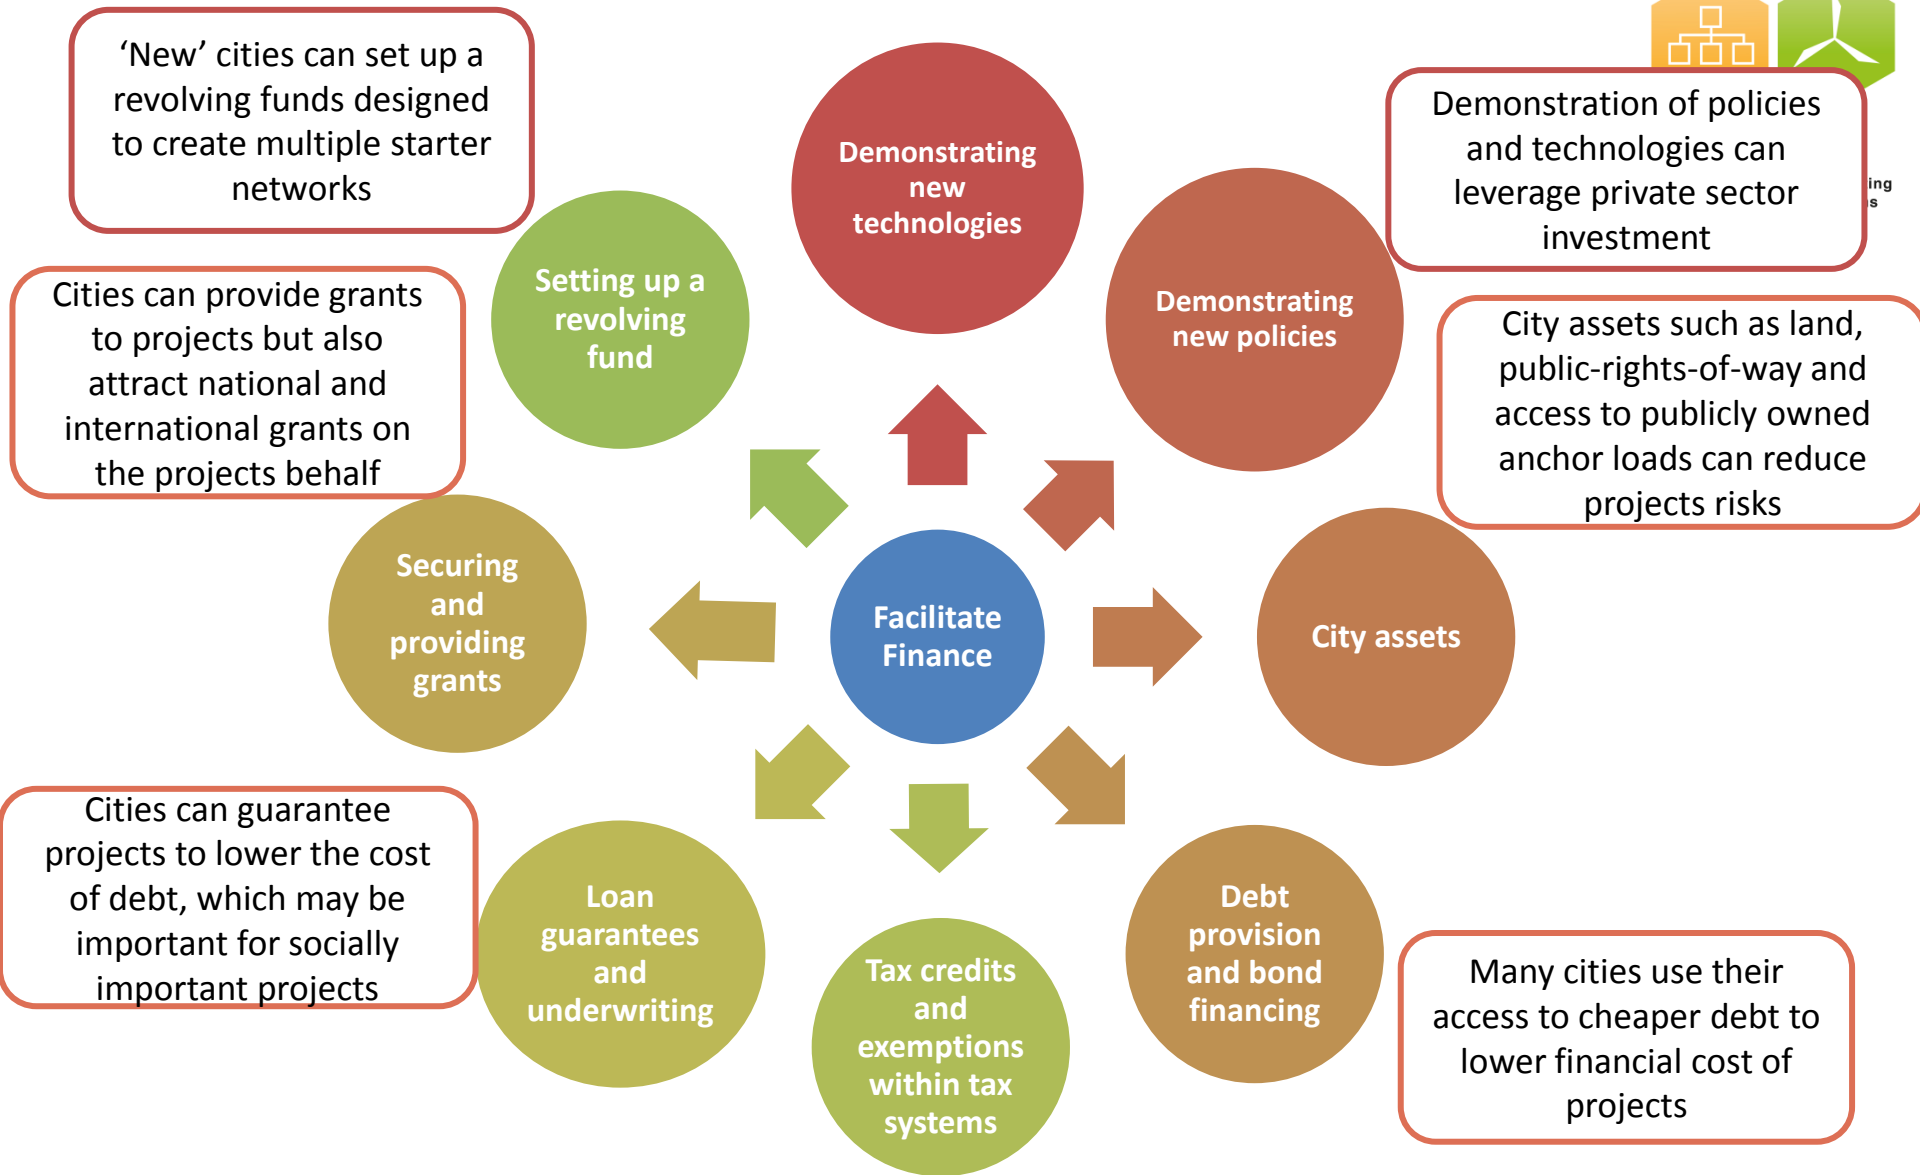 ‘New’ cities can set up a
revolving funds designed
to create multiple starter
networks
Demonstrating
new
technologies
Demonstration of policies
and technologies can
leverage private sector
investment
ing
s
Setting up a
revolving
fund
Demonstrating
new policies
Cities can provide grants
to projects but also
attract national and
international grants on
the projects behalf
City assets such as land,
public-rights-of-way and
access to publicly owned
anchor loads can reduce
projects risks
Securing
and
providing
grants
Facilitate
Finance
City assets
Cities can guarantee
projects to lower the cost
of debt, which may be
important for socially
important projects
Loan
guarantees
and
underwriting
Tax credits
and
exemptions
within tax
systems
Debt
provision
and bond
financing
Many cities use their
access to cheaper debt to
lower financial cost of
projects